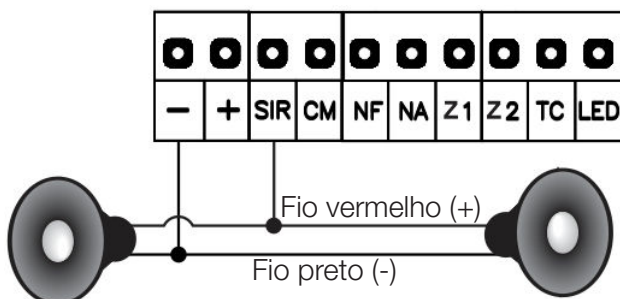 − + SIR CM NF NA Z1 Z2 TC LED
Fio vermelho (+)
Fio preto (-)